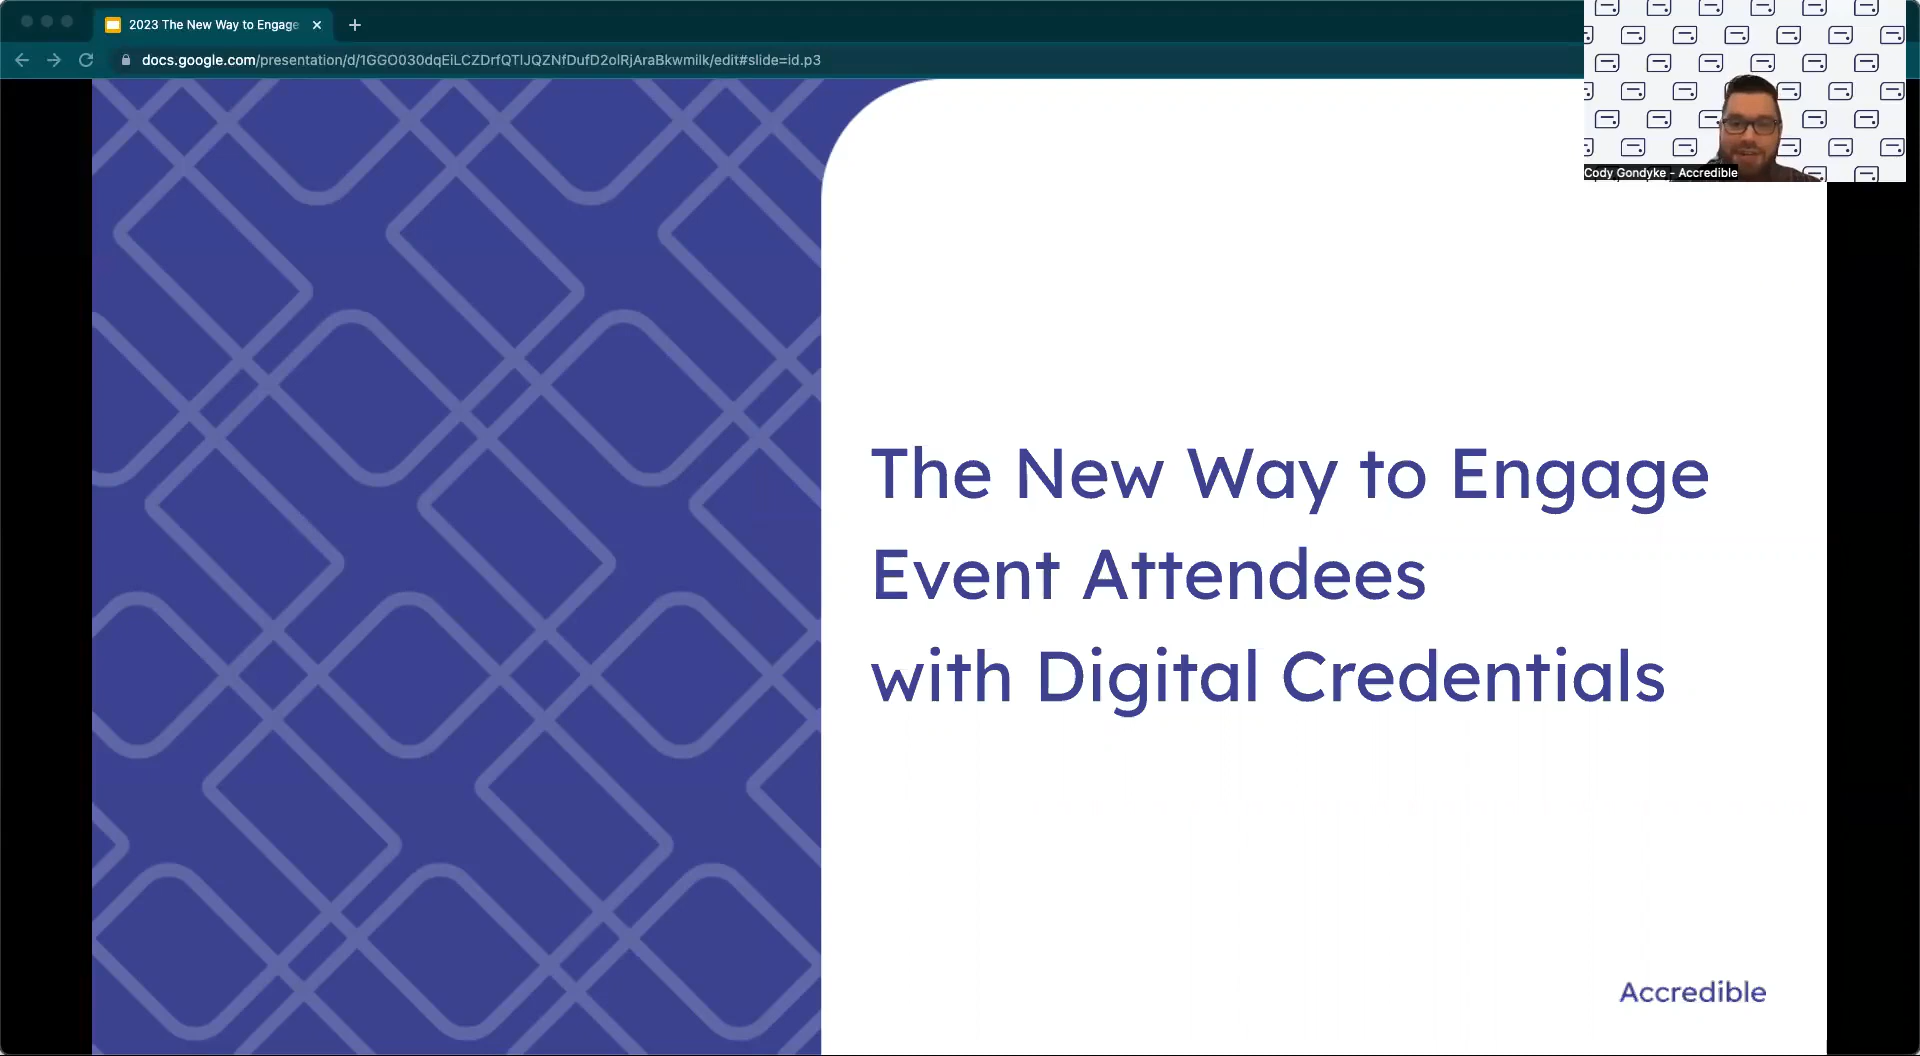 2023 The New Way to Engage
docs.google.com/presentation/d/1GGO030dqEiLCZDrfQTlJQZNfDufD2olRjAraBkwmilk/edit#slide=id.p3
Cody Gondyke - Accredible
The New Way to Engage
Event Attendees
with Digital Credentials
Accredible